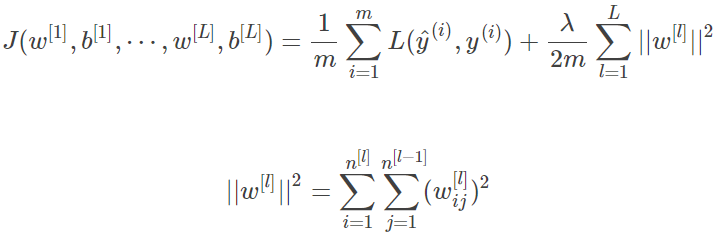 J(w^{[1]}, b^{[1]}, \cdots, w^{[L]}, b^{[L]}) = \frac{1}{m} \sum_{i=1}^{m} L(\hat{y}^{(i)}, y^{(i)}) + \frac{\lambda}{2m} \sum_{l=1}^{L} ||w^{[l]}||^2
||w^{[l]}||^2 = \sum_{i=1}^{n^{[l]}} \sum_{j=1}^{n^{[l-1]}} (w_{ij}^{[l]})^2